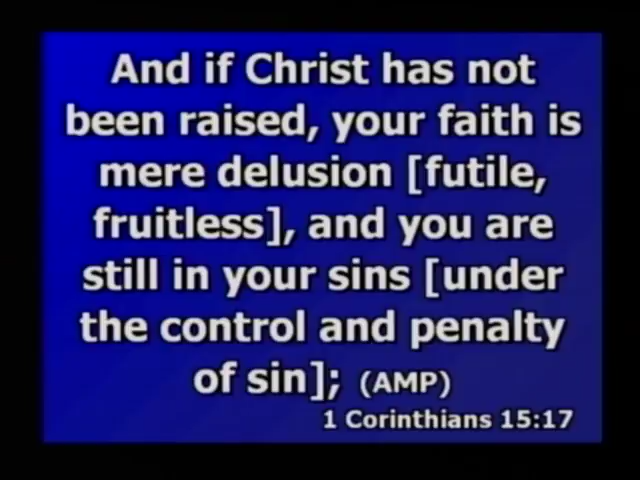 And if Christ has not
been raised, your faith is
mere delusion [futile,
fruitless], and you are
still in your sins [under
the control and penalty
of sin]; (AMP)
1 Corinthians 15:17